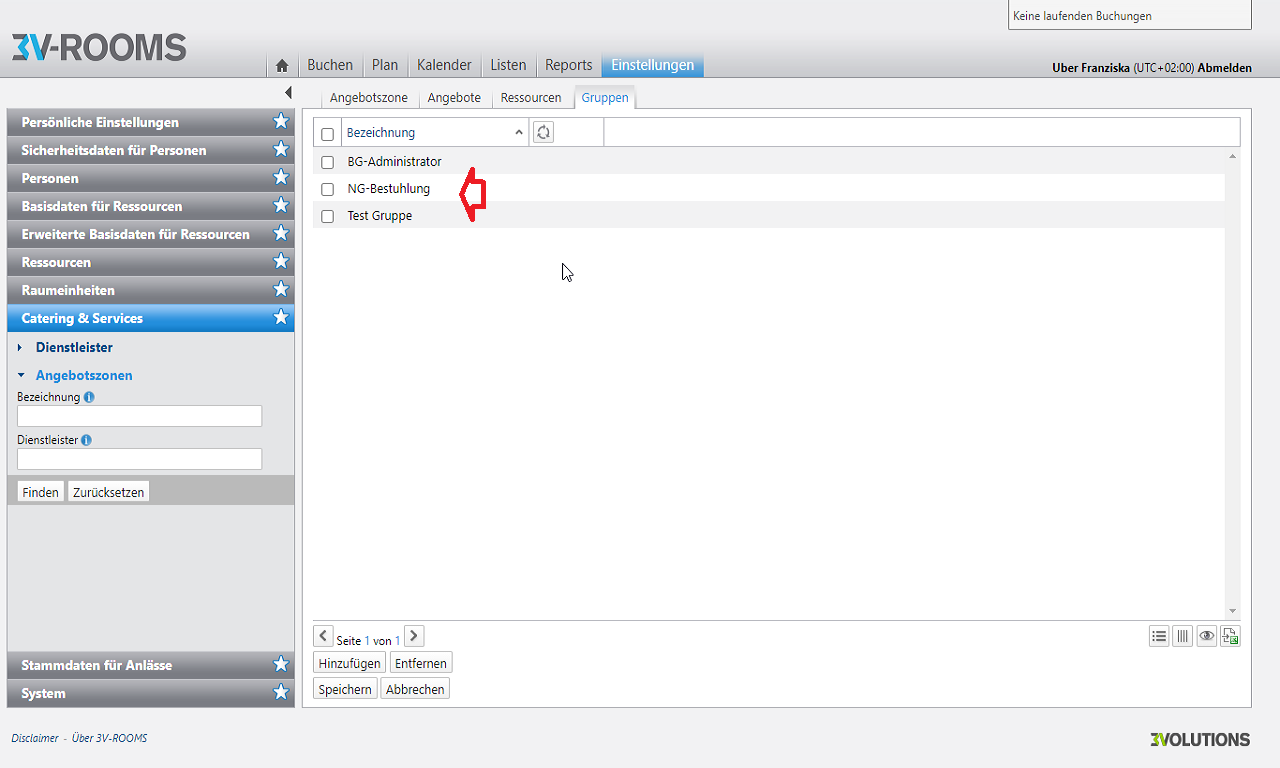 Keine laufenden Buchungen
3V-ROOMS
Buchen Plan Kalender Listen Reports Einstellungen
Uber Franziska (UTC+02:00) Abmelden
Angebotszone Angebote Ressourcen Gruppen
Persönliche Einstellungen
Sicherheitsdaten für Personen
Personen
Basisdaten für Ressourcen
Erweiterte Basisdaten für Ressourcen
Ressourcen
Raumeinheiten
Catering & Services
Dienstleister
Angebotszonen
Bezeichnung
Dienstleister
Finden Zurücksetzen
Stammdaten für Anlässe
System
Bezeichnung
BG-Administrator
NG-Bestuhlung
Test Gruppe
Seite 1 von 1
Hinzufügen Entfernen
Speichern Abbrechen
Disclaimer - Über 3V-ROOMS
3VOLUTIONS